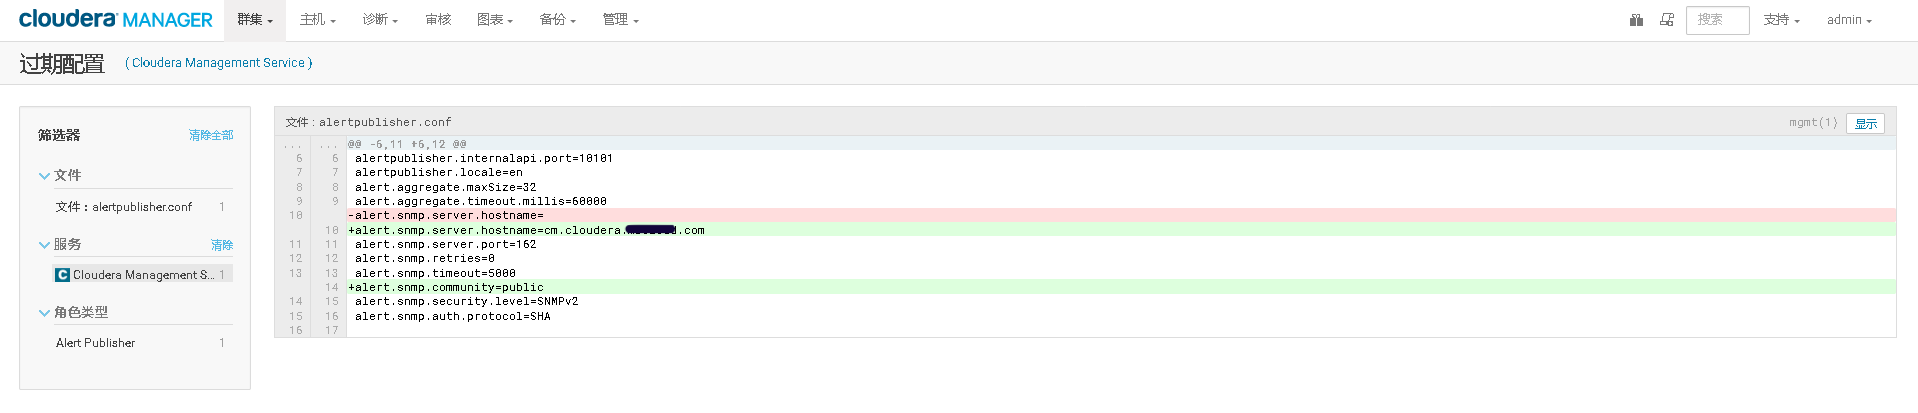 cloudera MANAGER 群集 主机 诊断 审核 图表 备份 管理 搜索 支持 admin
过期配置 ( Cloudera Management Service )
筛选器 清除全部
文件
文件：alertpublisher.conf 1
服务 清除
C Cloudera Management S... 1
角色类型
Alert Publisher 1
文件：alertpublisher.conf mgmt(1) 显示
... ... @@ -6,11 +6,12 @@
6 6 alertpublisher.internalapi.port=10101
7 7 alertpublisher.locale=en
8 8 alert.aggregate.maxSize=32
9 9 alert.aggregate.timeout.millis=60000
10 -alert.snmp.server.hostname=
10 +alert.snmp.server.hostname=cm.cloudera. .com
11 11 alert.snmp.server.port=162
12 12 alert.snmp.retries=0
13 13 alert.snmp.timeout=5000
14 +alert.snmp.community=public
14 15 alert.snmp.security.level=SNMPv2
15 16 alert.snmp.auth.protocol=SHA
16 17